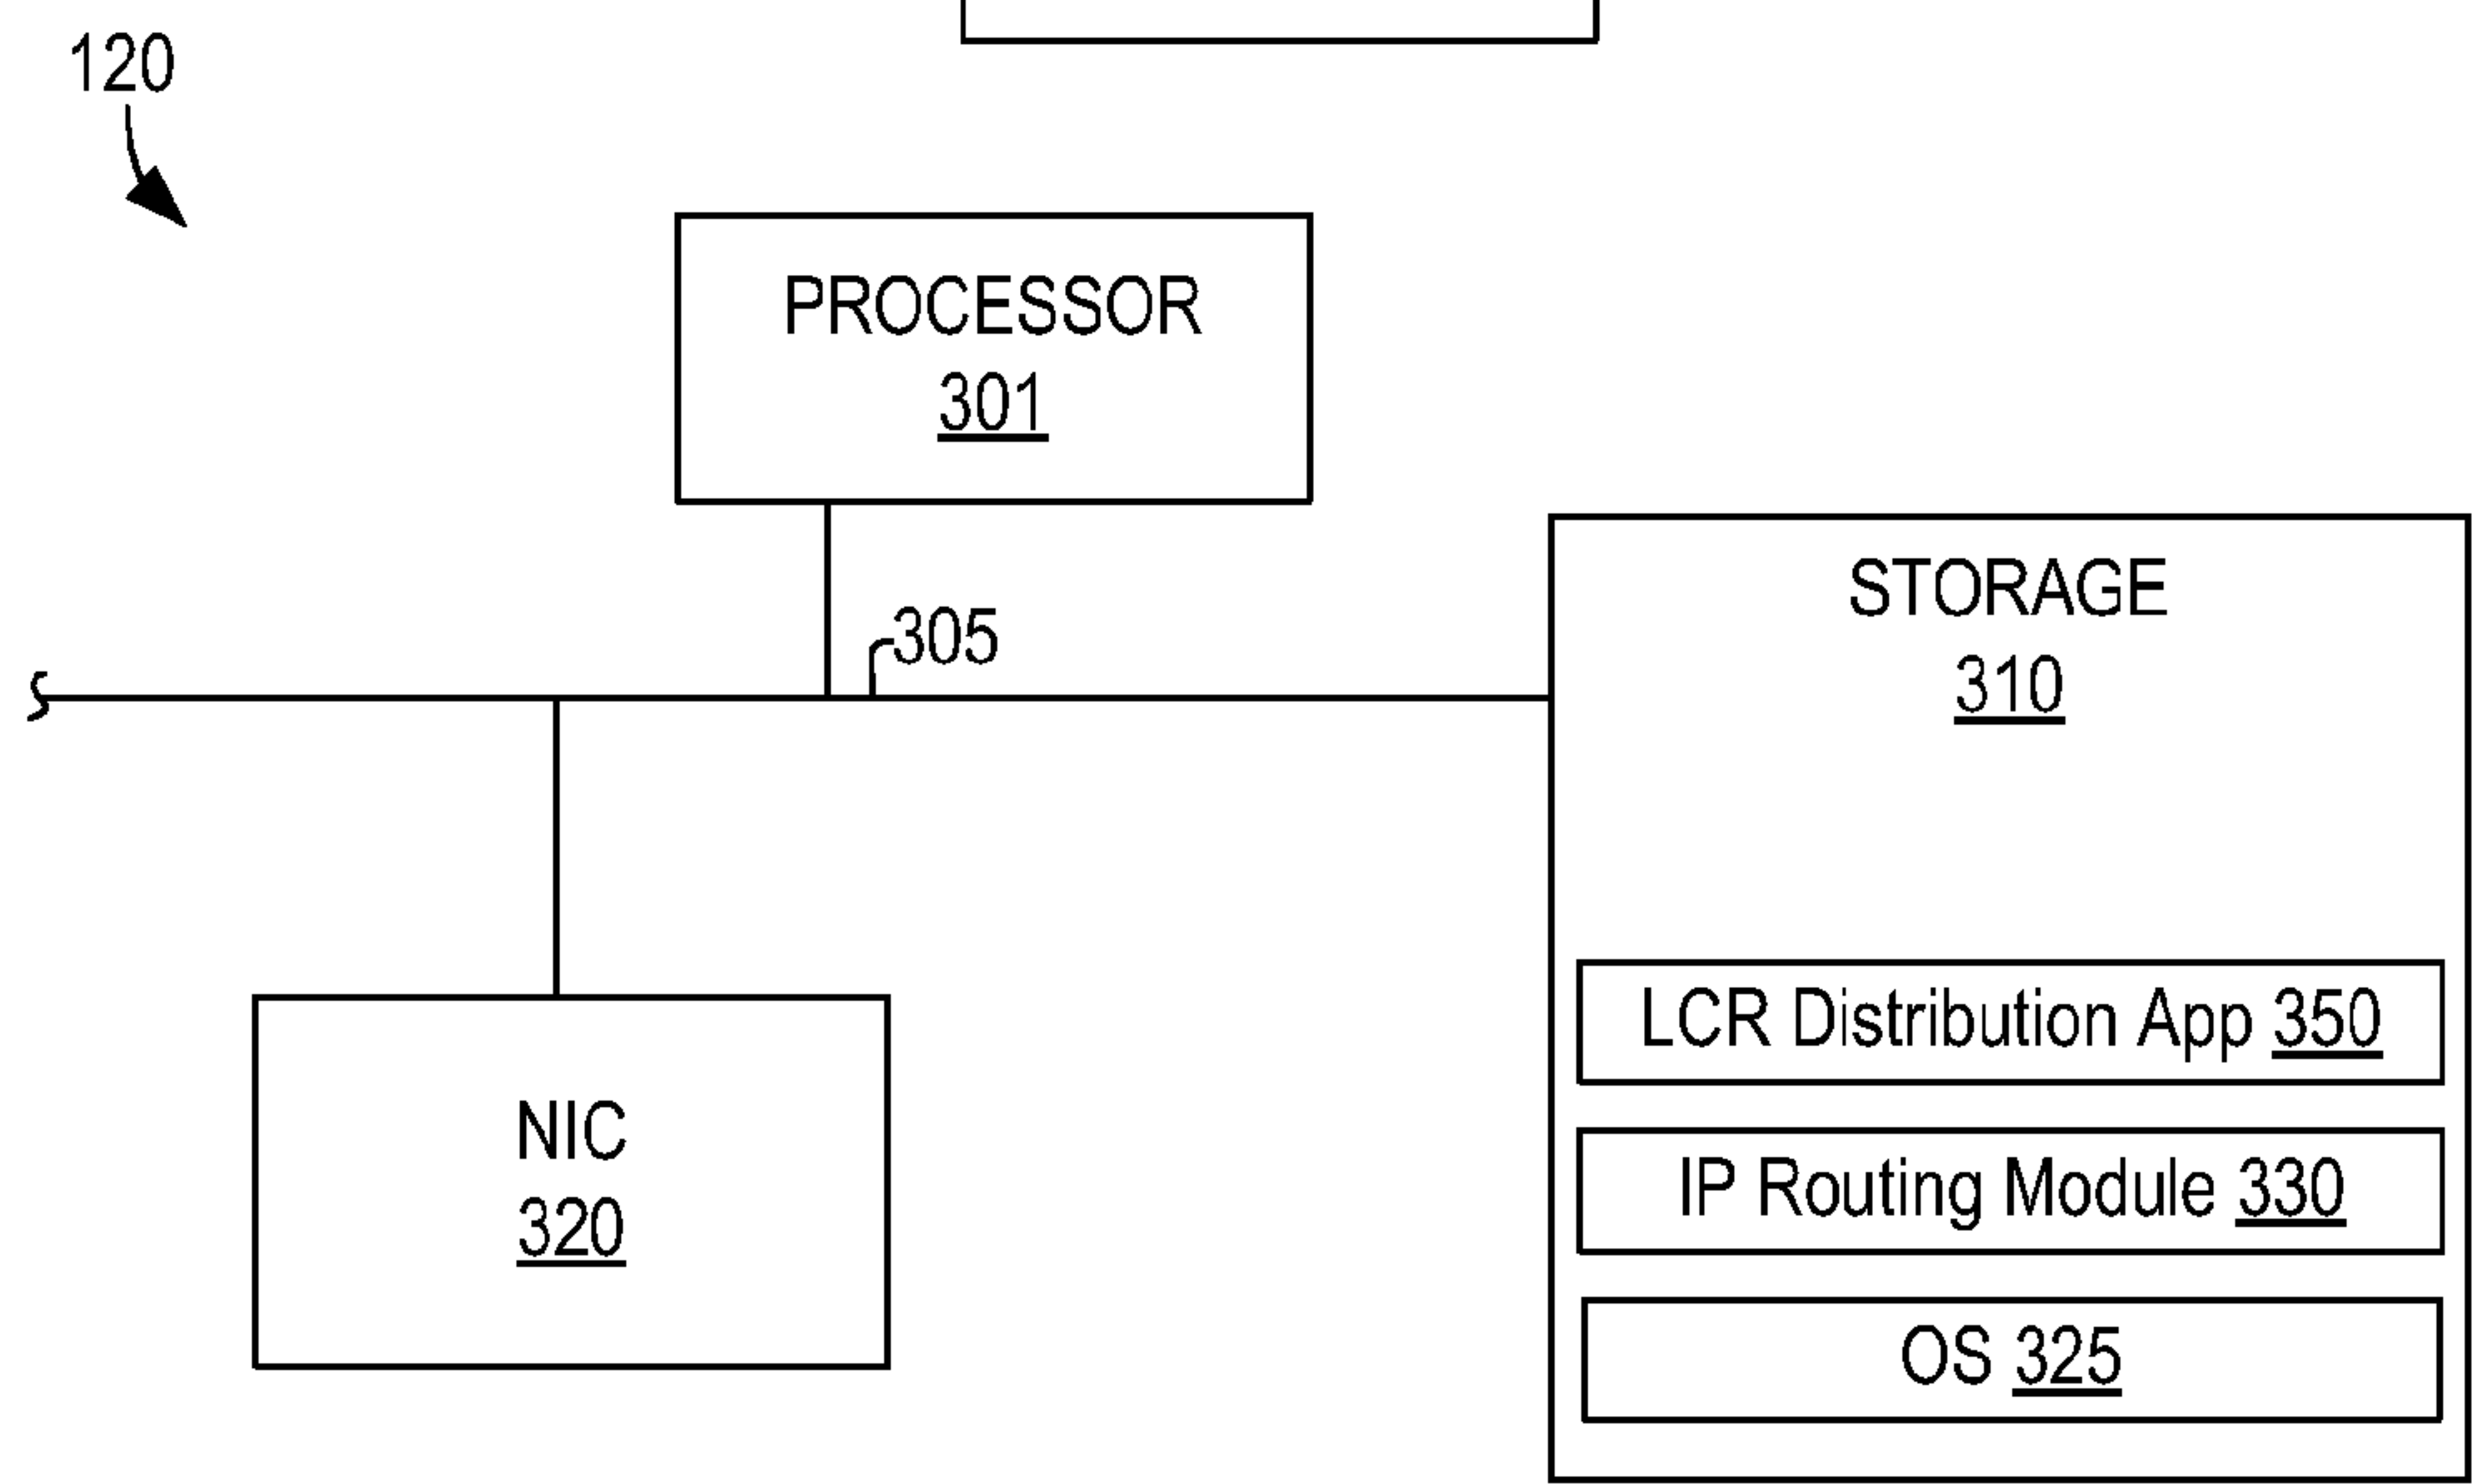 120
PROCESSOR
301
305
STORAGE
310
LCR Distribution App 350
NIC
320
IP Routing Module 330
OS 325